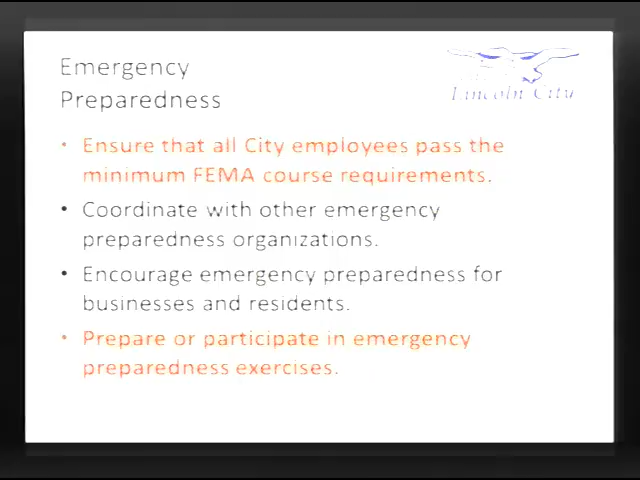 Emergency
Preparedness
Lincoln City
• Ensure that all City employees pass the
minimum FEMA course requirements.
• Coordinate with other emergency
preparedness organizations.
• Encourage emergency preparedness for
businesses and residents.
• Prepare or participate in emergency
preparedness exercises.